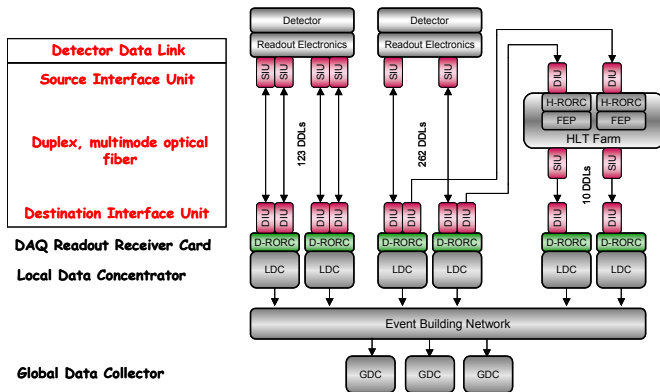 Detector
Detector
Readout Electronics
Readout Electronics
Detector Data Link
SIU
SIU
SIU
SIU
SIU
SIU
DIU
DIU
Source Interface Unit
H-RORC
H-RORC
FEP
FEP
HLT Farm
Duplex, multimode optical
fiber
123 DDLs
262 DDLs
SIU
SIU
10 DDLs
Destination Interface Unit
DIU
DIU
DIU
DIU
DIU
DIU
DIU
DIU
DIU
DIU
DAQ Readout Receiver Card
D-RORC
D-RORC
D-RORC
D-RORC
D-RORC
D-RORC
Local Data Concentrator
LDC
LDC
LDC
LDC
LDC
LDC
Event Building Network
Global Data Collector
GDC
GDC
GDC